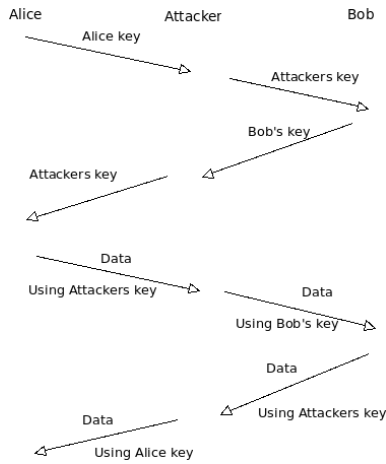 Alice Attacker Bob
Alice key
Attackers key
Bob's key
Attackers key
Data
Using Attackers key
Data
Using Bob's key
Data
Using Attackers key
Data
Using Alice key